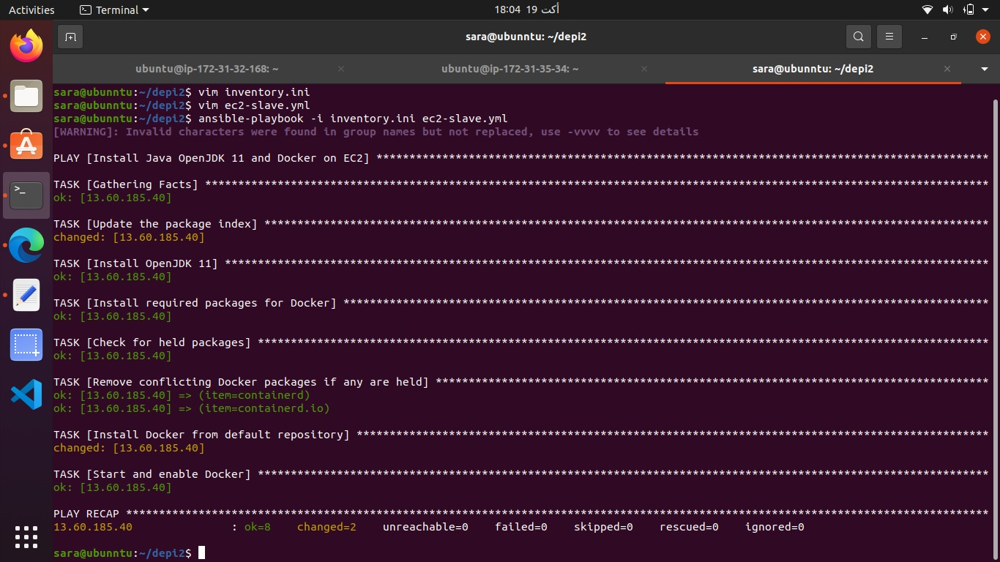 Activities
Terminal
18:04 19 أكت
sara@ubunntu: ~/depi2
ubuntu@ip-172-31-32-168: ~
ubuntu@ip-172-31-35-34: ~
sara@ubunntu: ~/depi2
sara@ubunntu:~/depi2$ vim inventory.ini
sara@ubunntu:~/depi2$ vim ec2-slave.yml
sara@ubunntu:~/depi2$ ansible-playbook -i inventory.ini ec2-slave.yml
[WARNING]: Invalid characters were found in group names but not replaced, use -vvvv to see details
PLAY [Install Java OpenJDK 11 and Docker on EC2] *********************************************************************************************
TASK [Gathering Facts] ***********************************************************************************************************************
ok: [13.60.185.40]
TASK [Update the package index] **************************************************************************************************************
changed: [13.60.185.40]
TASK [Install OpenJDK 11] ********************************************************************************************************************
ok: [13.60.185.40]
TASK [Install required packages for Docker] **************************************************************************************************
ok: [13.60.185.40]
TASK [Check for held packages] ***************************************************************************************************************
ok: [13.60.185.40]
TASK [Remove conflicting Docker packages if any are held] ************************************************************************************
ok: [13.60.185.40] => (item=containerd)
ok: [13.60.185.40] => (item=containerd.io)
TASK [Install Docker from default repository] ************************************************************************************************
changed: [13.60.185.40]
TASK [Start and enable Docker] ***************************************************************************************************************
ok: [13.60.185.40]
PLAY RECAP ***********************************************************************************************************************************
13.60.185.40               : ok=8    changed=2    unreachable=0    failed=0    skipped=0    rescued=0    ignored=0
sara@ubunntu:~/depi2$